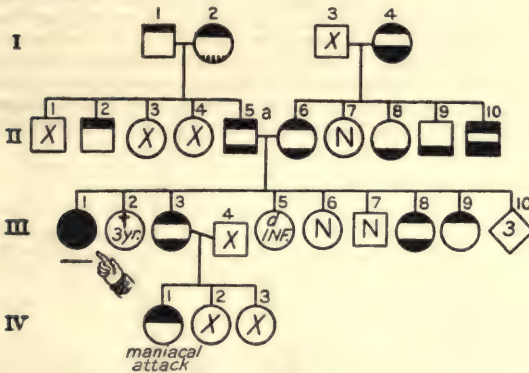 1 2 3 4
I X
1 2 3 4 5 a 6 7 8 9 10
II X X X N
1 2 3 4 5 6 7 8 9 10
III † 3yr. X d INF. N N 3
1 2 3
IV X X
maniacal
attack